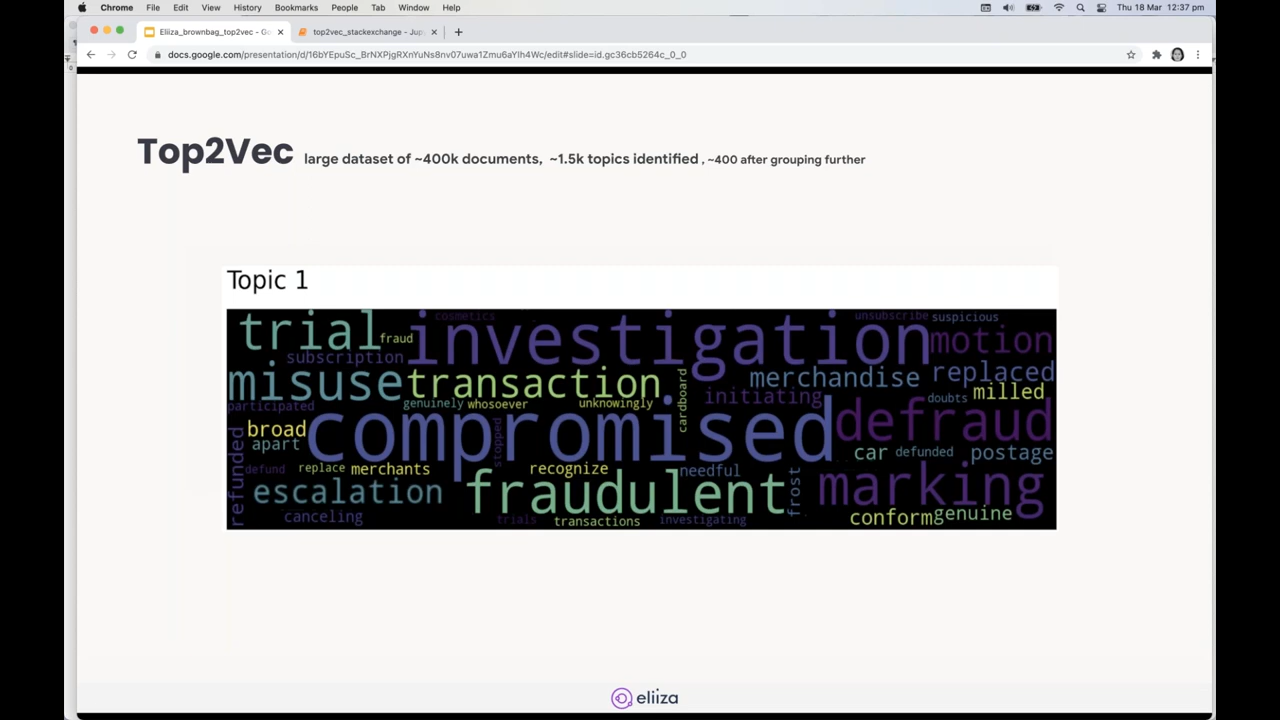 Chrome File Edit View History Bookmarks People Tab Window Help Thu 18 Mar 12:37 pm
Eliiza_brownbag_top2vec - Go top2vec_stackexchange - Jup
docs.google.com/presentation/d/16bYEpuSc_BrNXPjgRXnYuNs8nv07uwa1Zmu6aYIh4Wc/edit#slide=id.gc36cb5264c_0_0
Top2Vec large dataset of ~400k documents, ~1.5k topics identified , ~400 after grouping further
Topic 1
cosmetics unsubscribe suspicious
trial fraud investigation motion
subscription
misuse transaction merchandise replaced
cardboard initiating milled
participated genuinely whosoever unknowingly doubts
broad compromised defraud
apart stopped car defunded postage
refunded defund replace merchants recognize needful
escalation fraudulent frost marking
canceling trials transactions investigating conform genuine
eliiza